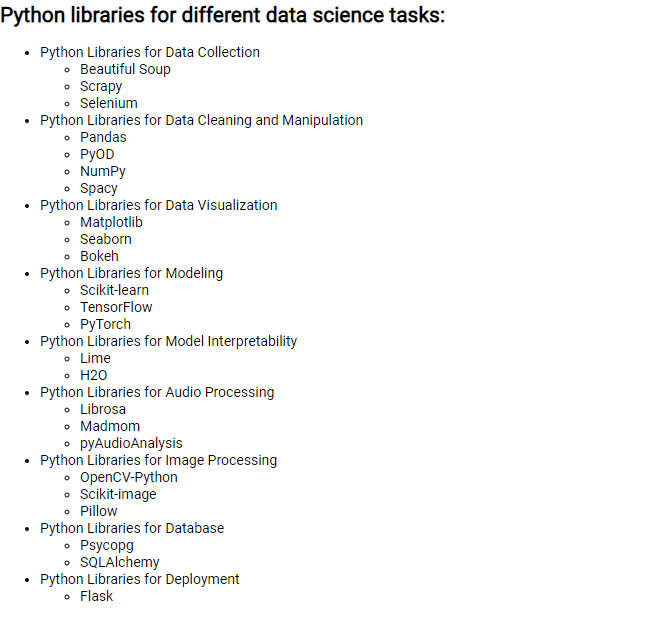 Python libraries for different data science tasks:
Python Libraries for Data Collection
Beautiful Soup
Scrapy
Selenium
Python Libraries for Data Cleaning and Manipulation
Pandas
PyOD
NumPy
Spacy
Python Libraries for Data Visualization
Matplotlib
Seaborn
Bokeh
Python Libraries for Modeling
Scikit-learn
TensorFlow
PyTorch
Python Libraries for Model Interpretability
Lime
H2O
Python Libraries for Audio Processing
Librosa
Madmom
pyAudioAnalysis
Python Libraries for Image Processing
OpenCV-Python
Scikit-image
Pillow
Python Libraries for Database
Psycopg
SQLAlchemy
Python Libraries for Deployment
Flask